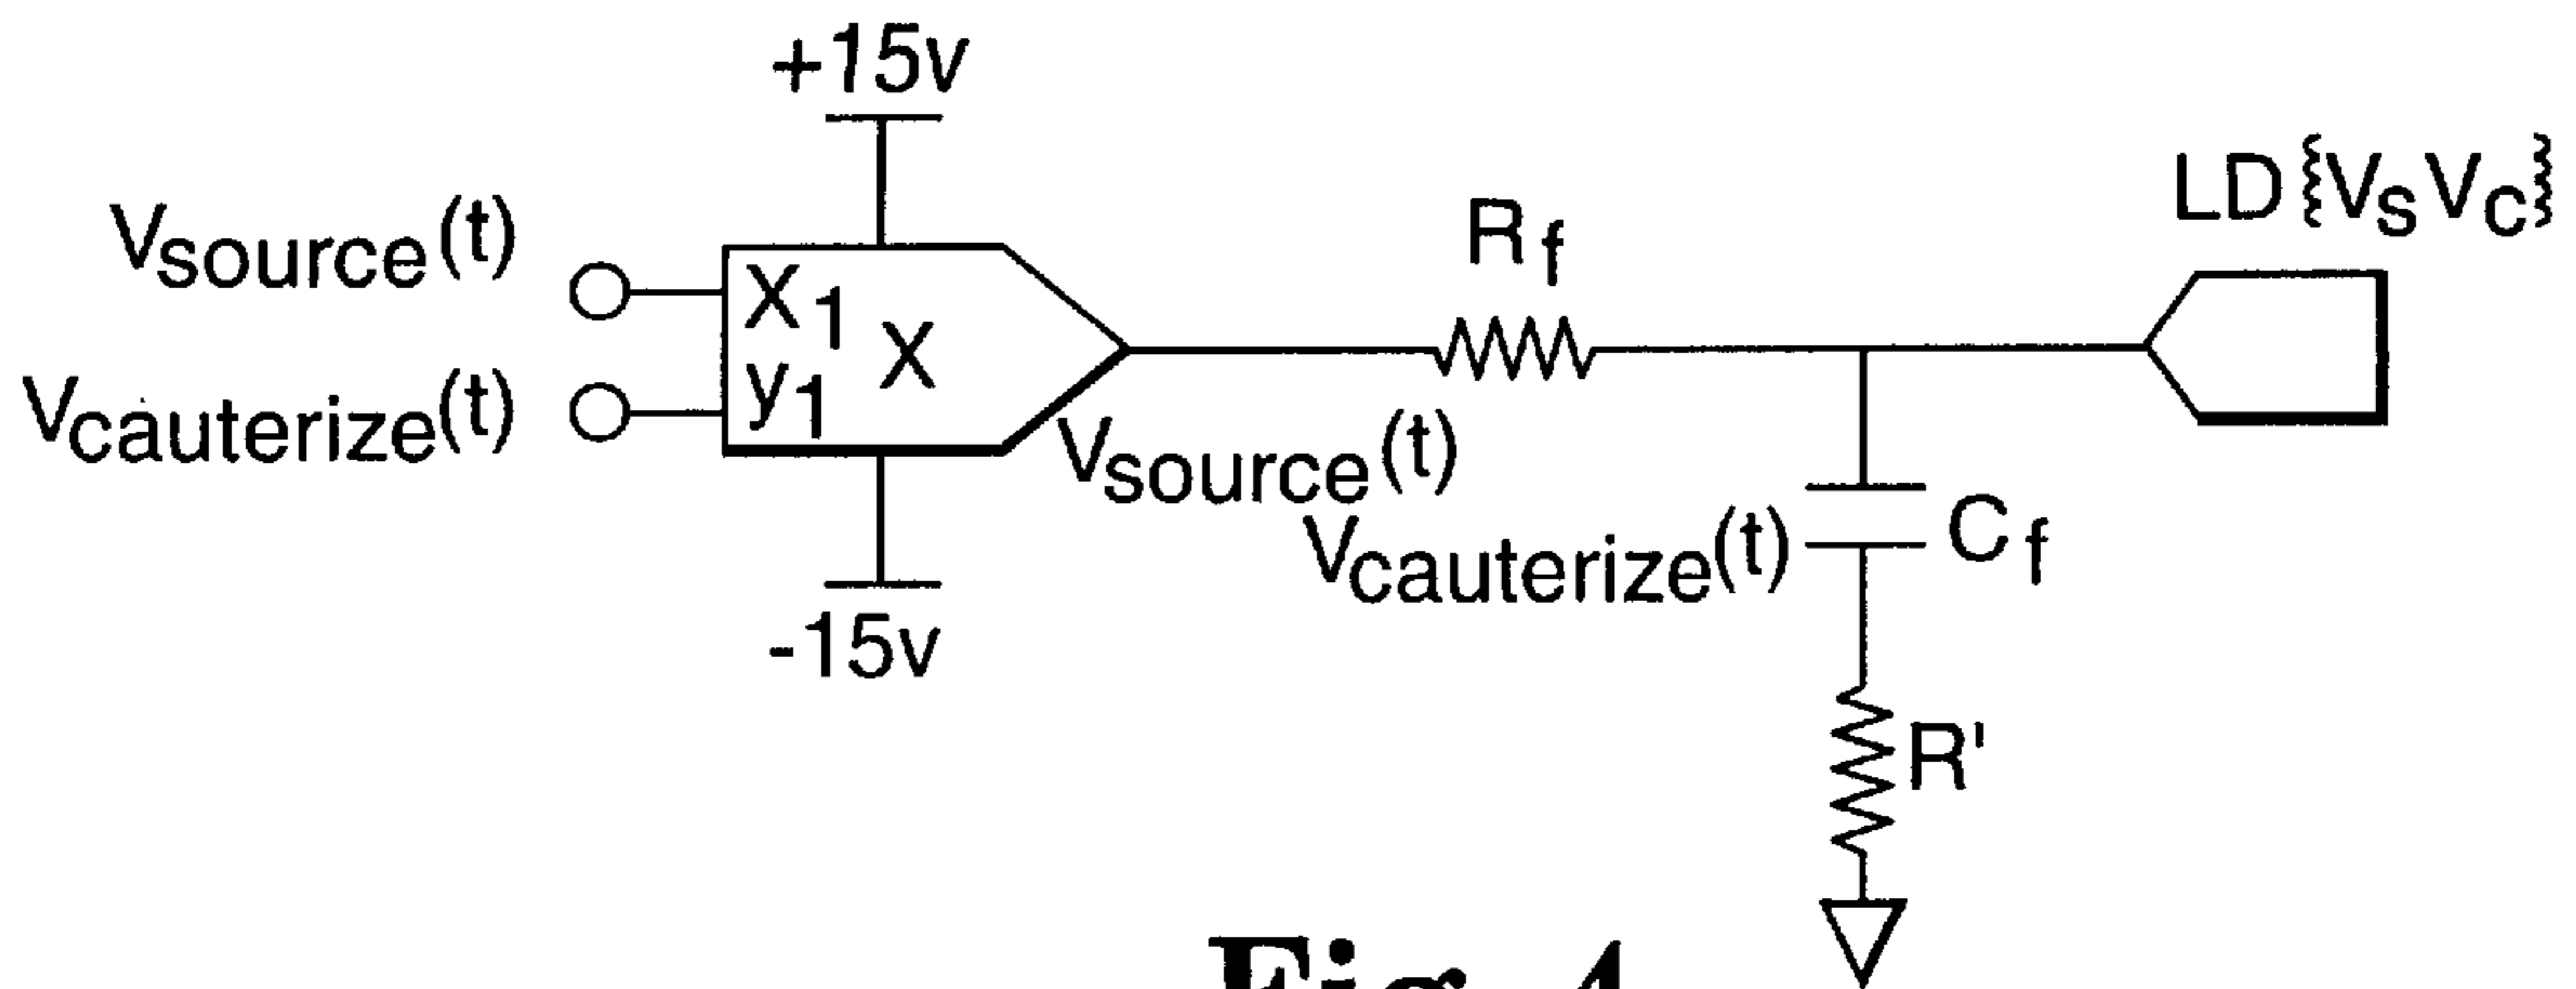 +15v
LD {VsVc}
Vsource(t)
Rf
X1
X
Vcauterize(t)
y1
Vsource(t)
Vcauterize(t)
Cf
-15v
R'